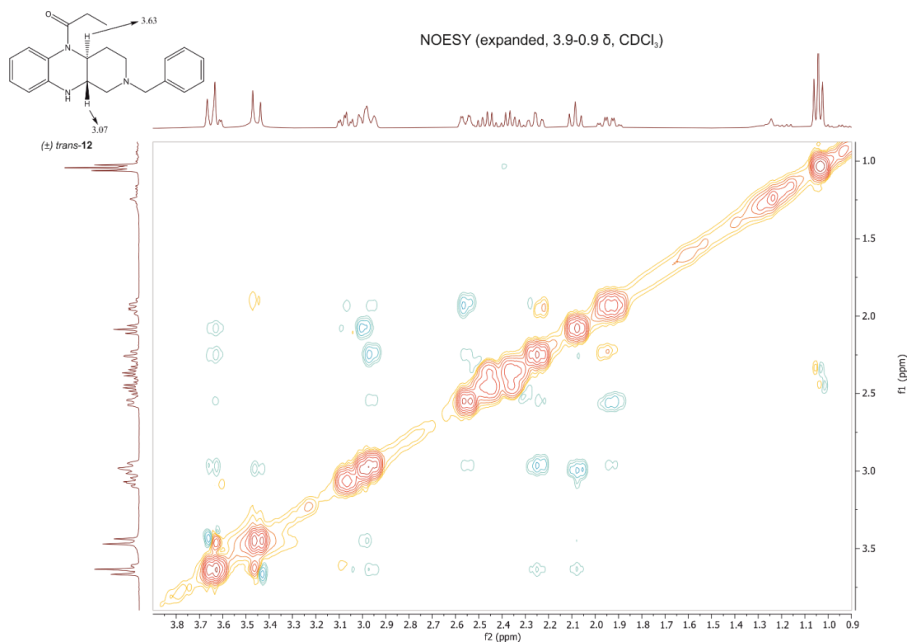 O
3.63
N
H
N
NH
H
3.07
(±) trans-12
NOESY (expanded, 3.9-0.9 δ, CDCl₃)
1.0
1.5
2.0
2.5
3.0
3.5
f1 (ppm)
3.8 3.7 3.6 3.5 3.4 3.3 3.2 3.1 3.0 2.9 2.8 2.7 2.6 2.5 2.4 2.3 2.2 2.1 2.0 1.9 1.8 1.7 1.6 1.5 1.4 1.3 1.2 1.1 1.0 0.9
f2 (ppm)